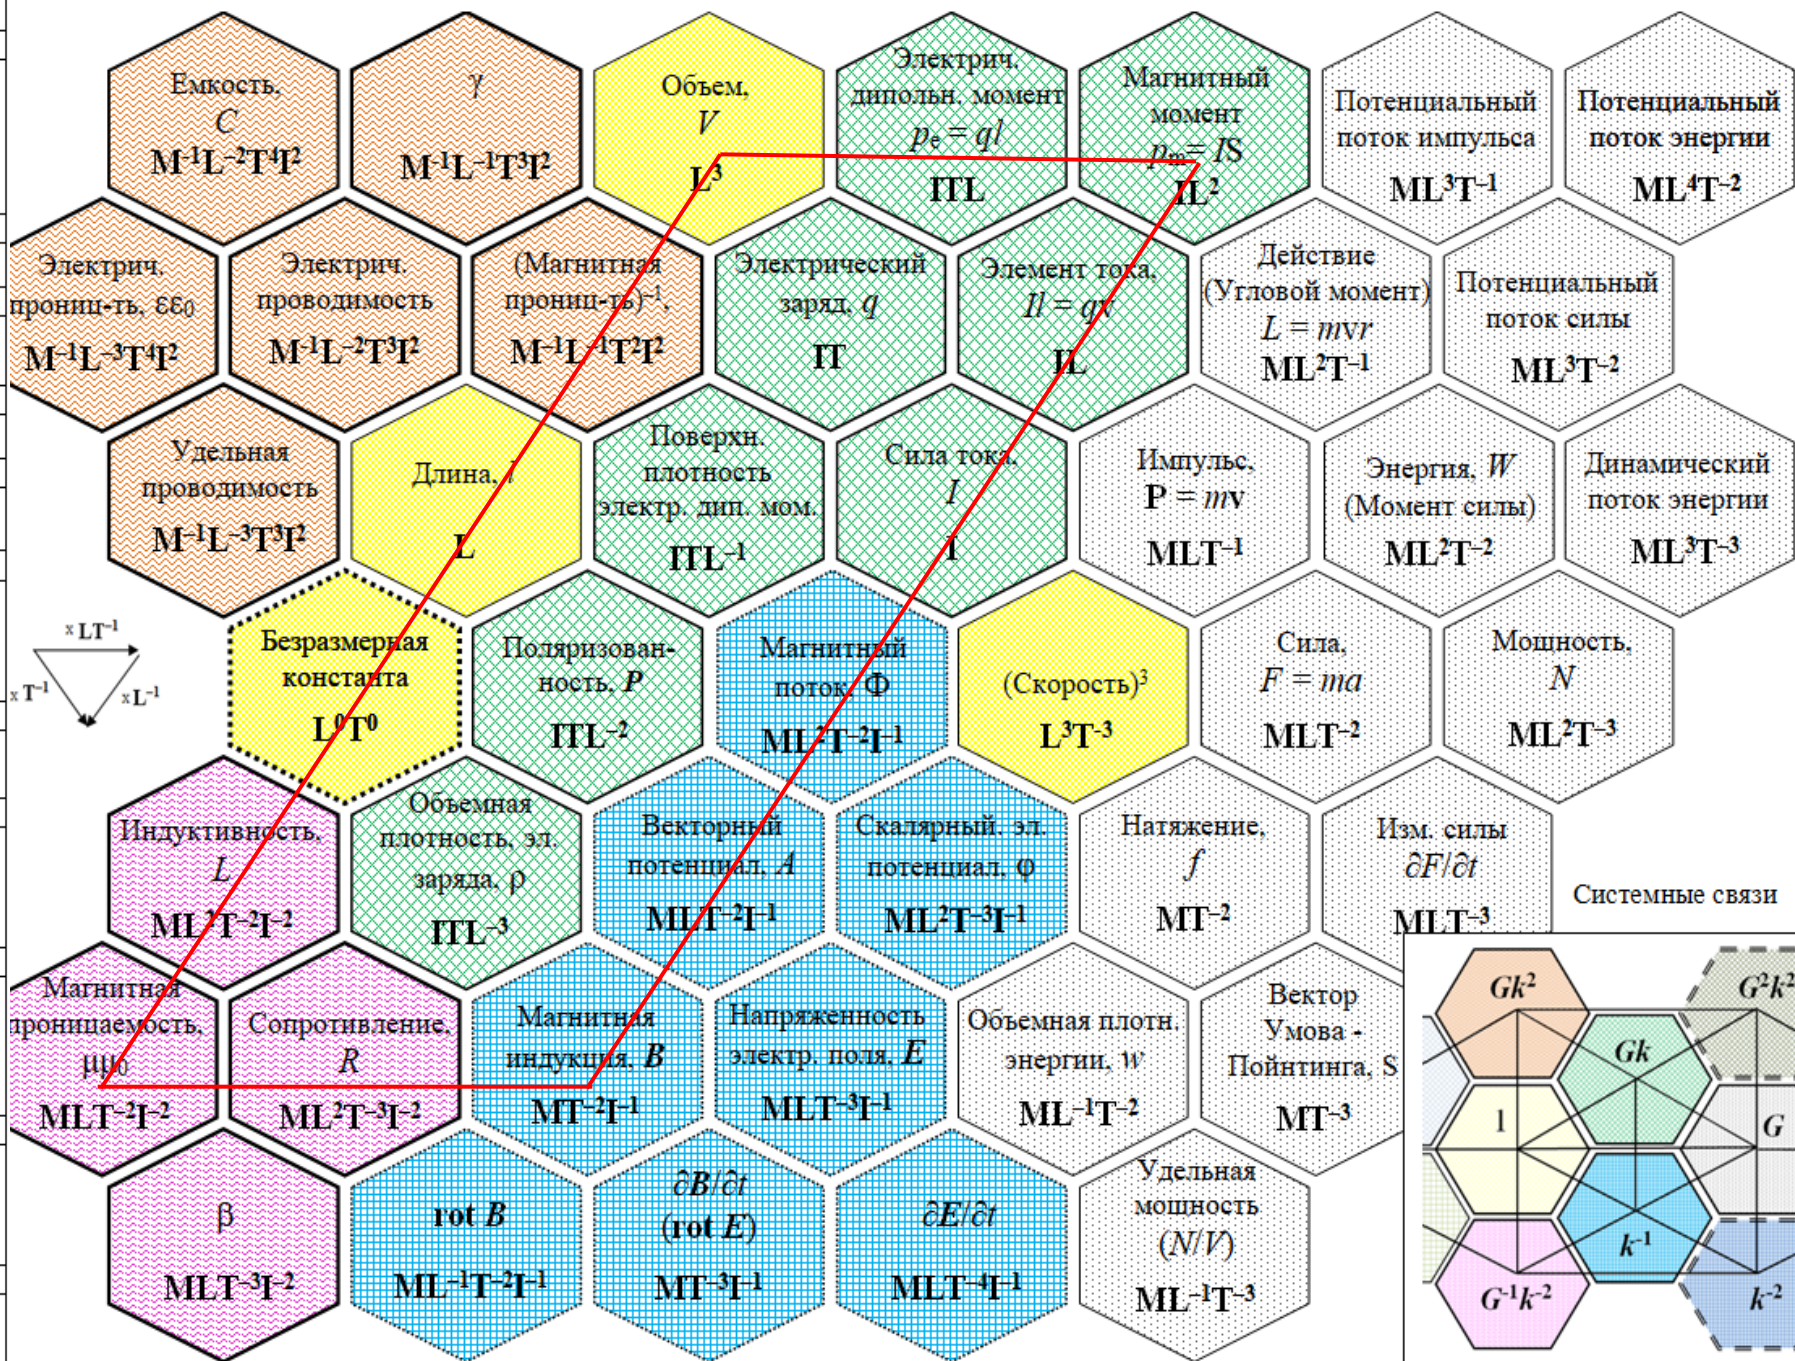 Емкость,
C
M⁻¹L⁻²T⁴I²
γ
M⁻¹L⁻¹T³I²
Объем,
V
L³
Электрич.
дипольн. момент
pₑ = ql
ITL
Магнитный
момент
pₘ= IS
IL²
Потенциальный
поток импульса
ML³T⁻¹
Потенциальный
поток энергии
ML⁴T⁻²
Электрич.
прониц-ть, εε₀
M⁻¹L⁻³T⁴I²
Электрич.
проводимость
M⁻¹L⁻²T³I²
(Магнитная
прониц-ть)⁻¹,
M⁻¹L⁻¹T²I²
Электрический
заряд, q
IT
Элемент тока,
Il = qv
IL
Действие
(Угловой момент)
L = mvr
ML²T⁻¹
Потенциальный
поток силы
ML³T⁻²
Удельная
проводимость
M⁻¹L⁻³T³I²
Длина, l
L
Поверхн.
плотность
электр. дип. мом.
ITL⁻¹
Сила тока,
I
I
Импульс,
P = mv
MLT⁻¹
Энергия, W
(Момент силы)
ML²T⁻²
Динамический
поток энергии
ML³T⁻³
x LT⁻¹
x T⁻¹
x L⁻¹
Безразмерная
константа
L⁰T⁰
Поляризован-
ность, P
ITL⁻²
Магнитный
поток, Φ
ML²T⁻²I⁻¹
(Скорость)³
L³T⁻³
Сила,
F = ma
MLT⁻²
Мощность,
N
ML²T⁻³
Индуктивность,
L
ML²T⁻²I⁻²
Объемная
плотность, эл.
заряда, ρ
ITL⁻³
Векторный
потенциал, A
MLT⁻²I⁻¹
Скалярный. эл.
потенциал, φ
ML²T⁻³I⁻¹
Натяжение,
f
MT⁻²
Изм. силы
∂F/∂t
MLT⁻³
Системные связи
Магнитная
проницаемость,
μμ₀
MLT⁻²I⁻²
Сопротивление,
R
ML²T⁻³I⁻²
Магнитная
индукция, B
MT⁻²I⁻¹
Напряженность
электр. поля, E
MLT⁻³I⁻¹
Объемная плотн.
энергии, w
ML⁻¹T⁻²
Вектор
Умова -
Пойнтинга, S
MT⁻³
β
MLT⁻³I⁻²
rot B
ML⁻¹T⁻²I⁻¹
∂B/∂t
(rot E)
MT⁻³I⁻¹
∂E/∂t
MLT⁻⁴I⁻¹
Удельная
мощность
(N/V)
ML⁻¹T⁻³
Gk²
G²k²
Gk
1
G
k⁻¹
G⁻¹k⁻²
k⁻²